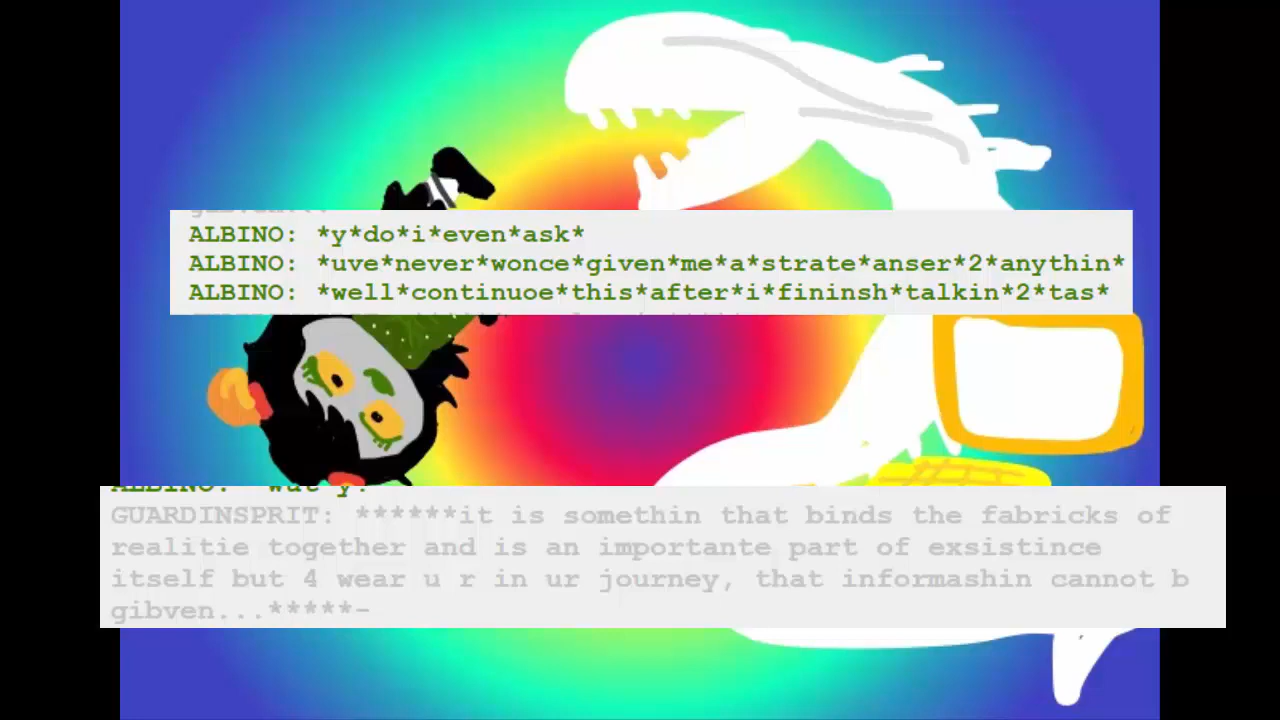 ALBINO: *y*do*i*even*ask*
ALBINO: *uve*never*wonce*given*me*a*strate*anser*2*anythin*
ALBINO: *well*continuoe*this*after*i*fininsh*talkin*2*tas*
ALBINO: *wut*y?*
GUARDINSPRIT: ******it is somethin that binds the fabricks of
realitie together and is an importante part of exsistince
itself but 4 wear u r in ur journey, that informashin cannot b
gibven...*****-